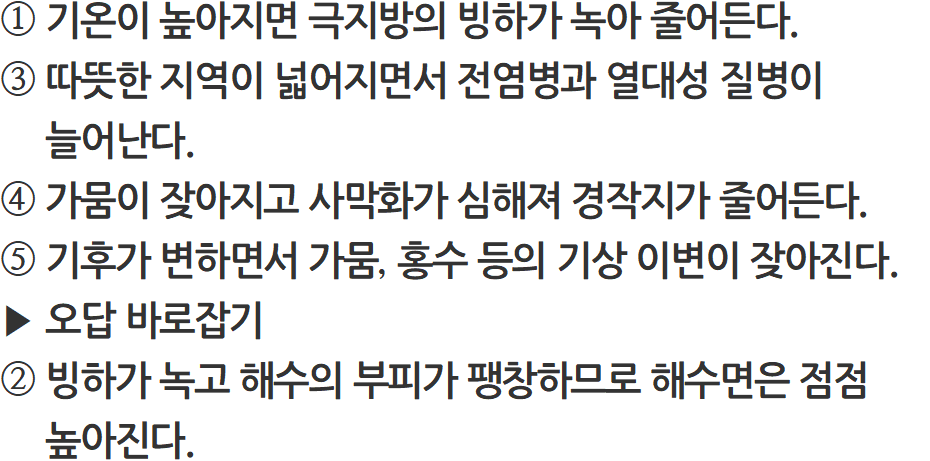 ① 기온이 높아지면 극지방의 빙하가 녹아 줄어든다.
③ 따뜻한 지역이 넓어지면서 전염병과 열대성 질병이
늘어난다.
④ 가뭄이 잦아지고 사막화가 심해져 경작지가 줄어든다.
⑤ 기후가 변하면서 가뭄, 홍수 등의 기상 이변이 잦아진다.
▶ 오답 바로잡기
② 빙하가 녹고 해수의 부피가 팽창하므로 해수면은 점점
높아진다.